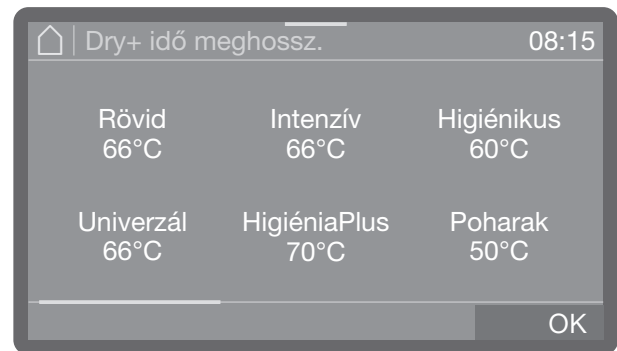 Dry+ idő meghossz. 08:15
Rövid Intenzív Higiénikus
66°C 66°C 60°C
Univerzál HigiéniaPlus Poharak
66°C 70°C 50°C
OK